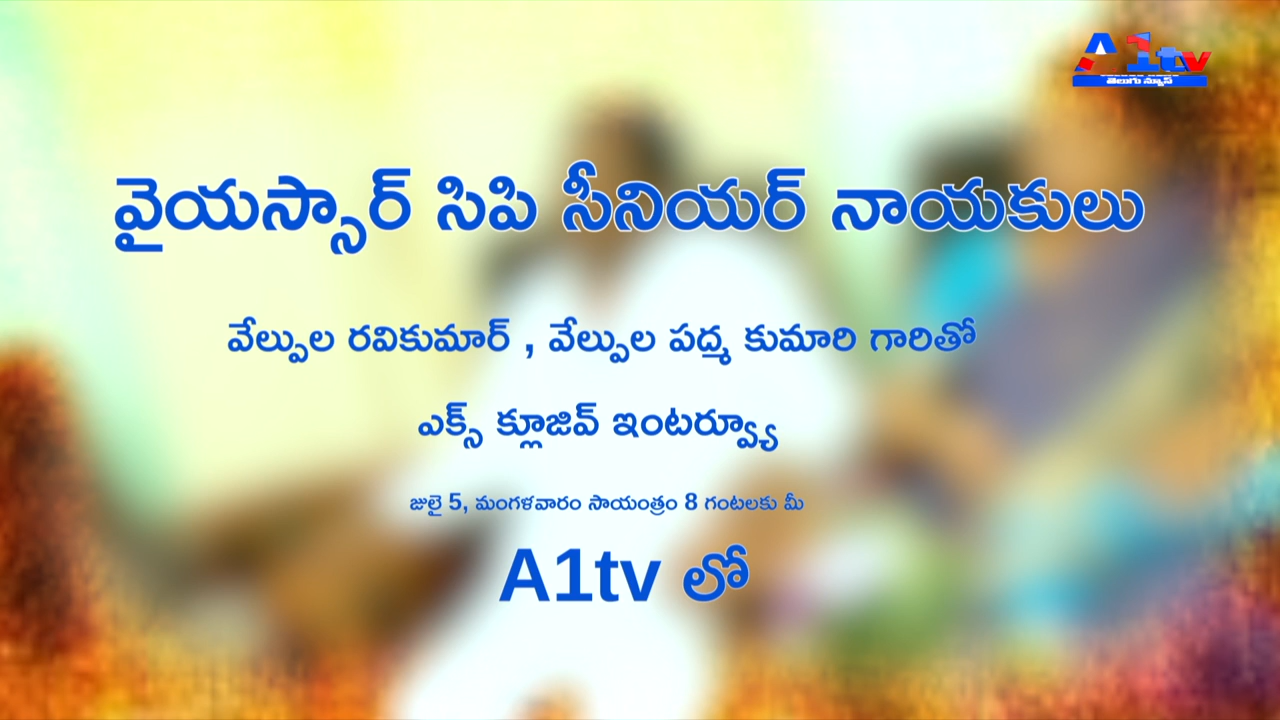 A1tv
తెలుగు న్యూస్
వైయస్సార్ సిపి సీనియర్ నాయకులు
వేల్పుల రవికుమార్ , వేల్పుల పద్మ కుమారి గారితో
ఎక్స్ క్లూజివ్ ఇంటర్వ్యూ
జులై 5, మంగళవారం సాయంత్రం 8 గంటలకు మీ
A1tv లో